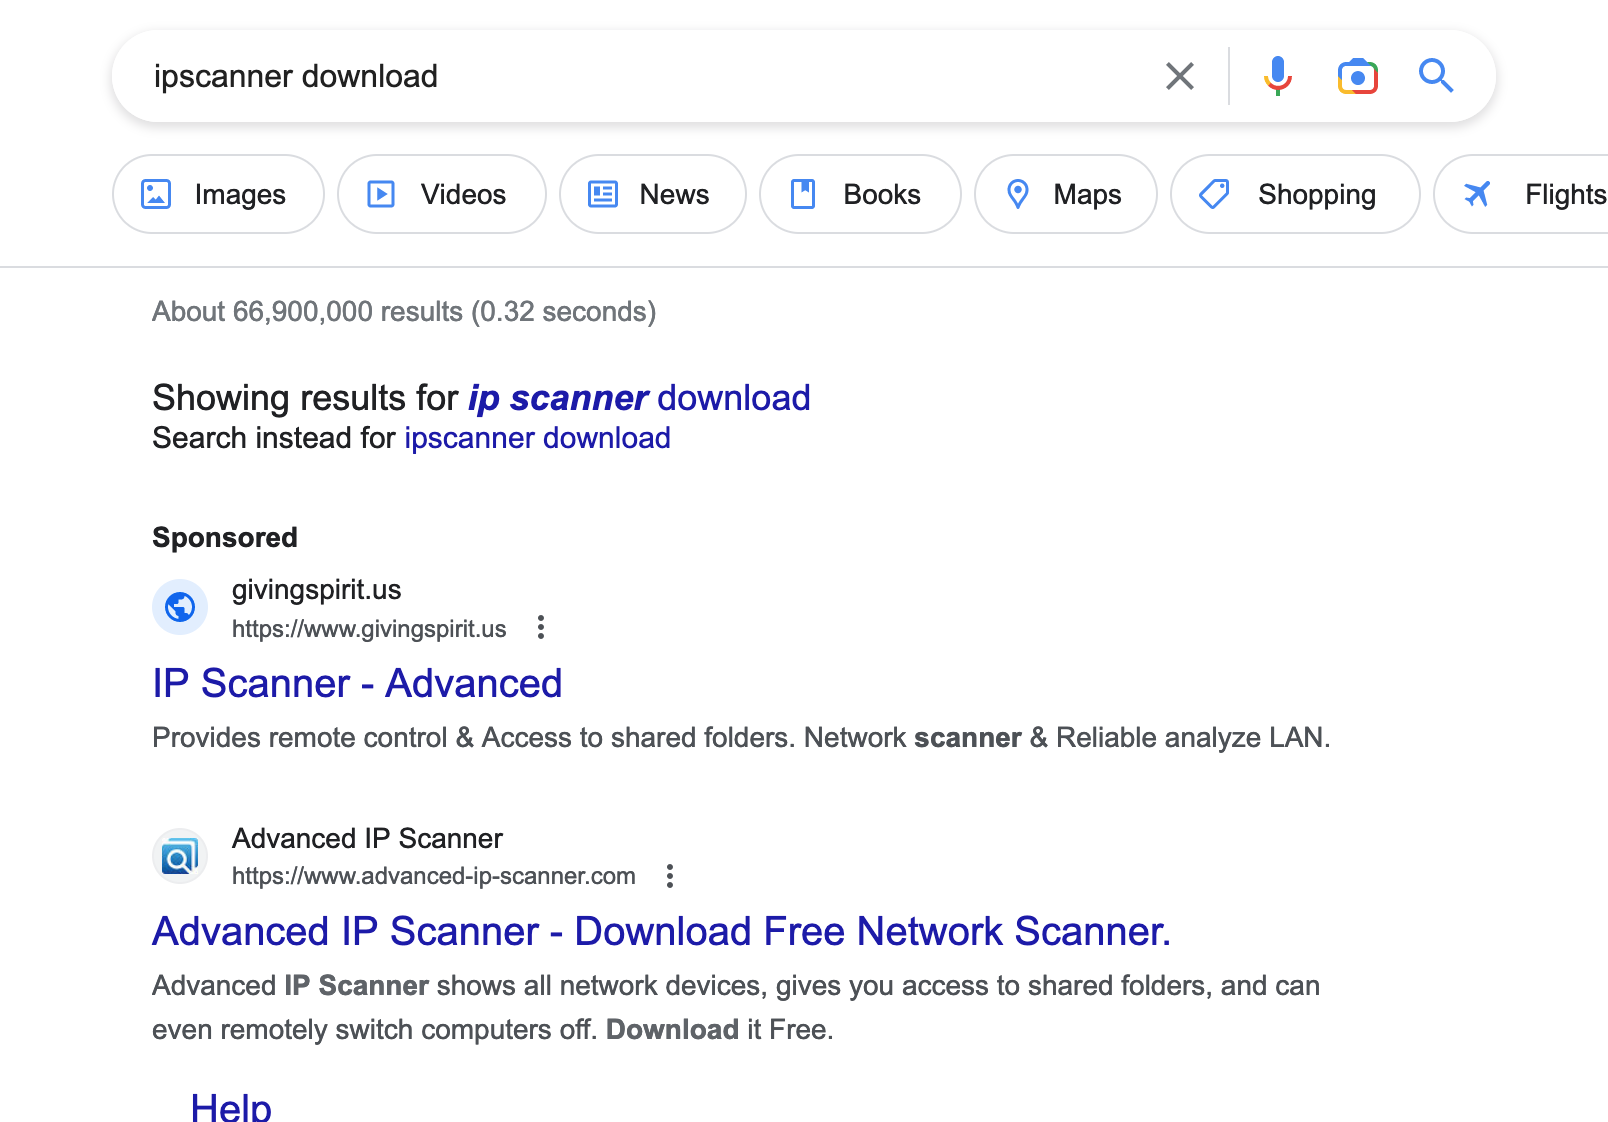 ipscanner download
Images Videos News Books Maps Shopping Flights
About 66,900,000 results (0.32 seconds)
Showing results for ip scanner download
Search instead for ipscanner download
Sponsored
givingspirit.us
https://www.givingspirit.us
IP Scanner - Advanced
Provides remote control & Access to shared folders. Network scanner & Reliable analyze LAN.
Advanced IP Scanner
https://www.advanced-ip-scanner.com
Advanced IP Scanner - Download Free Network Scanner.
Advanced IP Scanner shows all network devices, gives you access to shared folders, and can
even remotely switch computers off. Download it Free.
Help